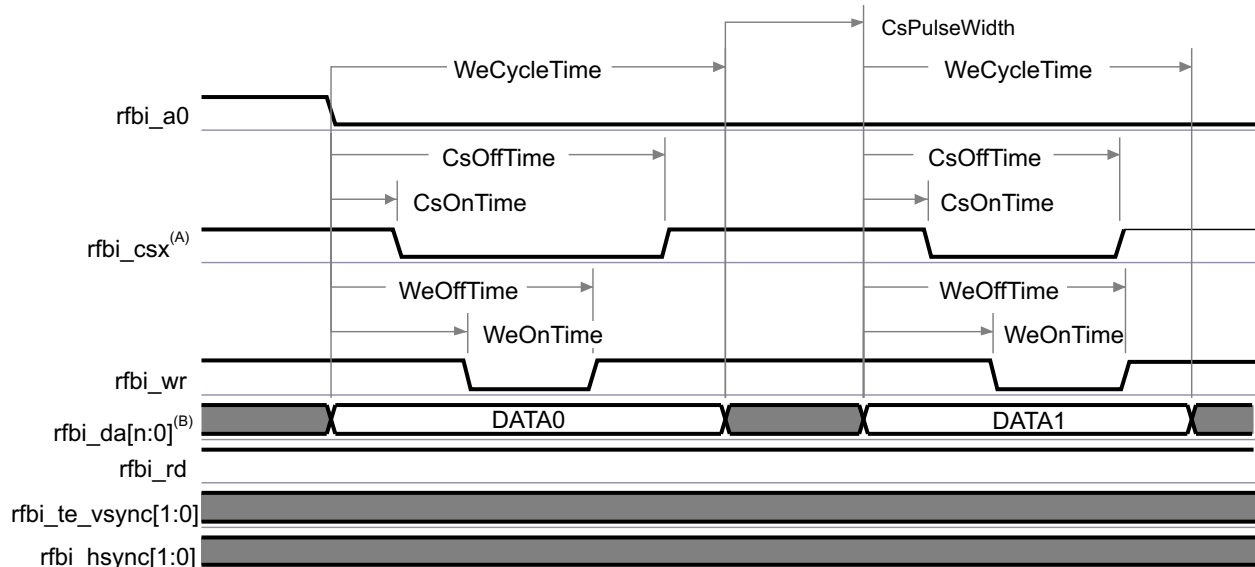 CsPulseWidth
WeCycleTime WeCycleTime
rfbi_a0
CsOffTime CsOffTime
CsOnTime CsOnTime
rfbi_csx(A)
WeOffTime WeOffTime
WeOnTime WeOnTime
rfbi_wr
rfbi_da[n:0](B) DATA0 DATA1
rfbi_rd
rfbi_te_vsync[1:0]
rfbi_hsync[1:0]